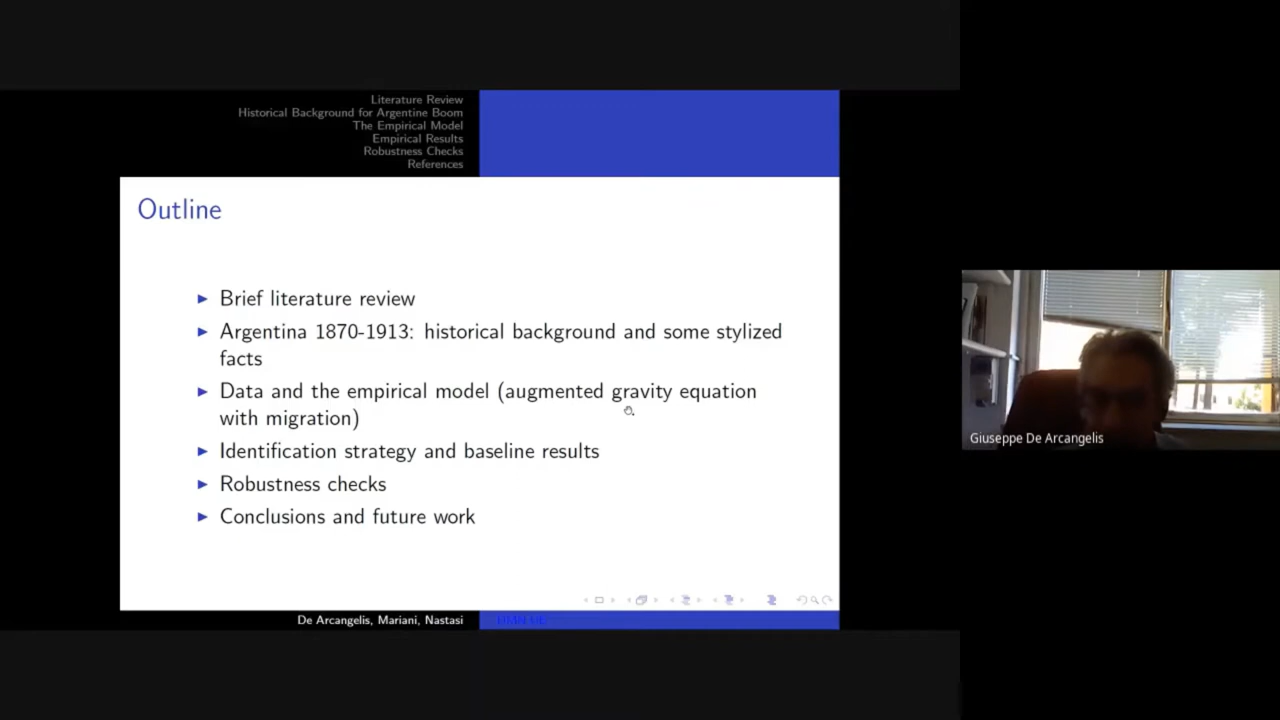 Literature Review
Historical Background for Argentine Boom
The Empirical Model
Empirical Results
Robustness Checks
References
Outline
Brief literature review
Argentina 1870-1913: historical background and some stylized
facts
Data and the empirical model (augmented gravity equation
with migration)
Identification strategy and baseline results
Robustness checks
Conclusions and future work
De Arcangelis, Mariani, Nastasi
Giuseppe De Arcangelis